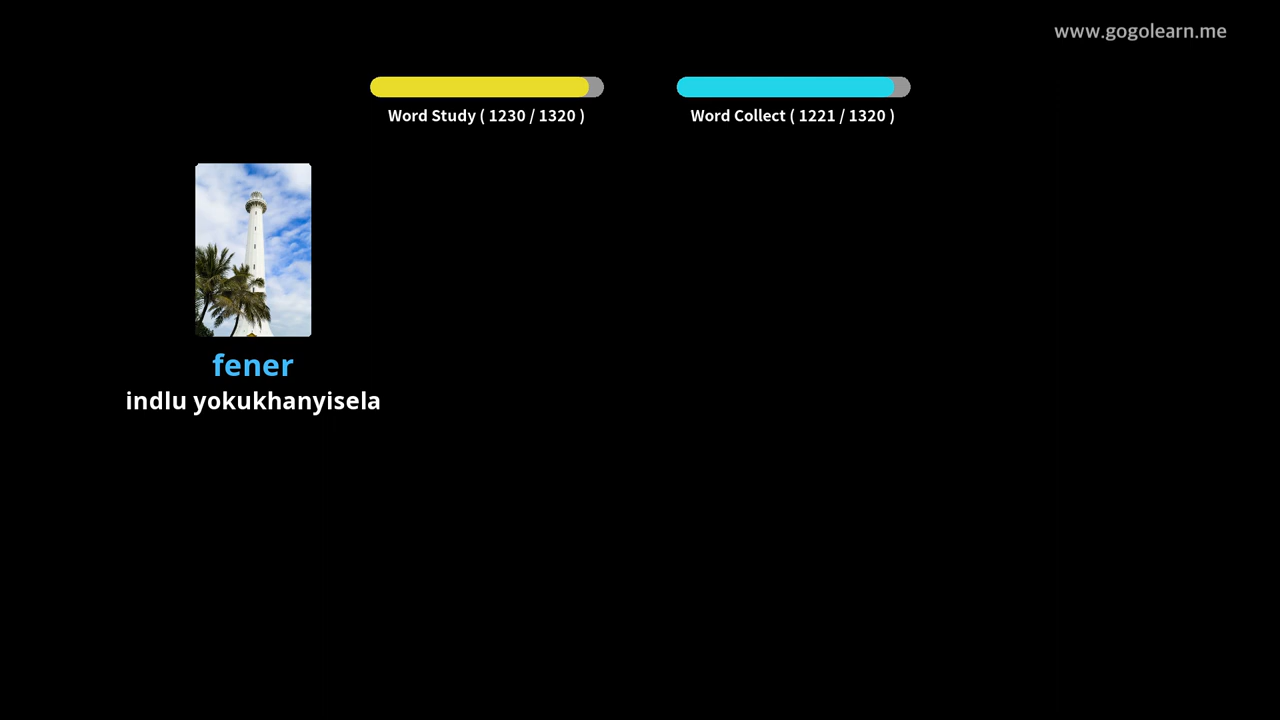 www.gogolearn.me
Word Study ( 1230 / 1320 )
Word Collect ( 1221 / 1320 )
fener
indlu yokukhanyisela